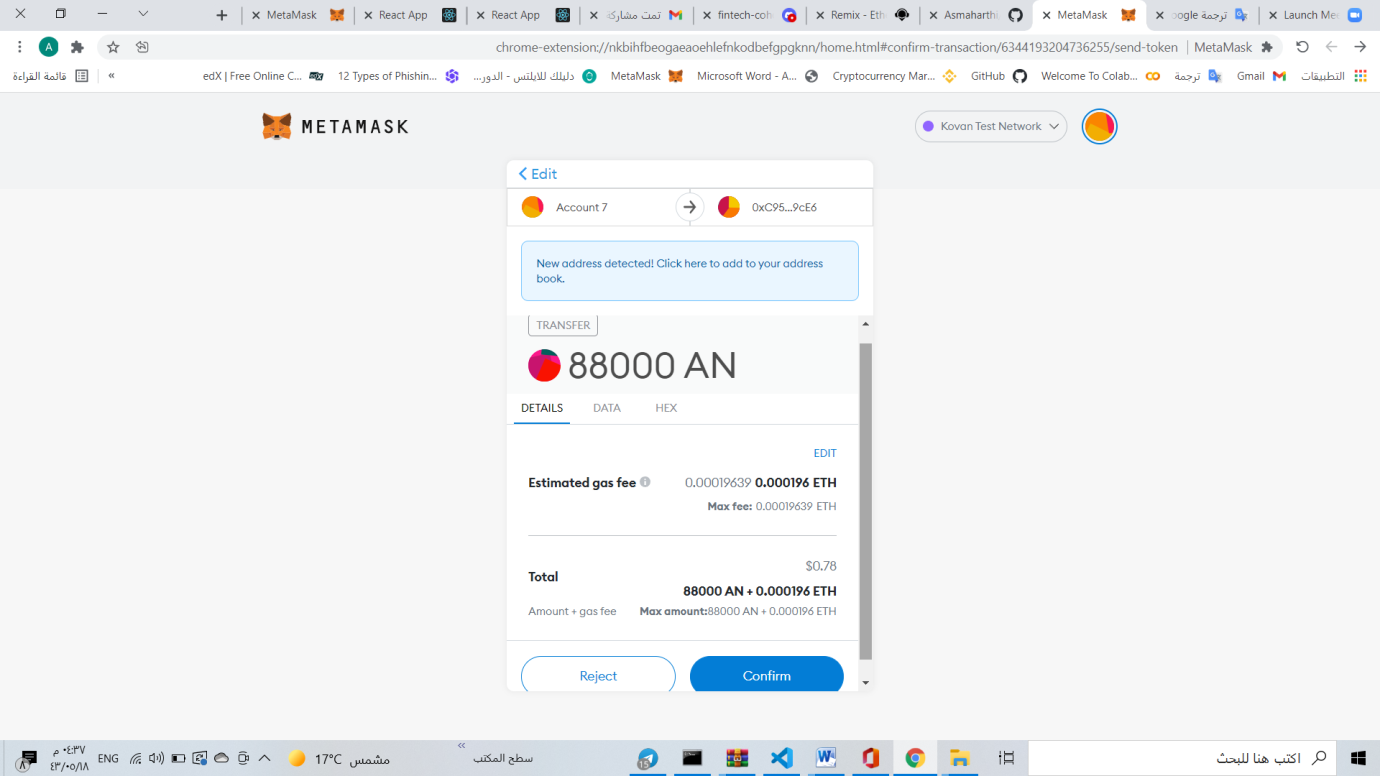 MetaMask
React App
React App
تمت مشاركة
fintech-coh
Remix - Eth
Asmaharthi
MetaMask
ترجمة
Launch Mee
A
chrome-extension://nkbihfbeogaeaoehlefnkodbefgpgknn/home.html#confirm-transaction/6344193204736255/send-token
MetaMask
قائمة القراءة
»
edX | Free Online C...
12 Types of Phishin...
دليلك للايلتس - الدور...
MetaMask
Microsoft Word - A...
Cryptocurrency Mar...
GitHub
Welcome To Colab...
ترجمة
Gmail
التطبيقات
METAMASK
Kovan Test Network
Edit
Account 7
0xC95...9cE6
New address detected! Click here to add to your address
book.
TRANSFER
88000 AN
DETAILS
DATA
HEX
EDIT
Estimated gas fee
0.00019639 0.000196 ETH
Max fee: 0.00019639 ETH
$0.78
Total
88000 AN + 0.000196 ETH
Amount + gas fee
Max amount:88000 AN + 0.000196 ETH
Reject
Confirm
٠٤:٣٧ م
٤٣/٠٥/١٨
ENG
17°C
مشمس
سطح المكتب
اكتب هنا للبحث